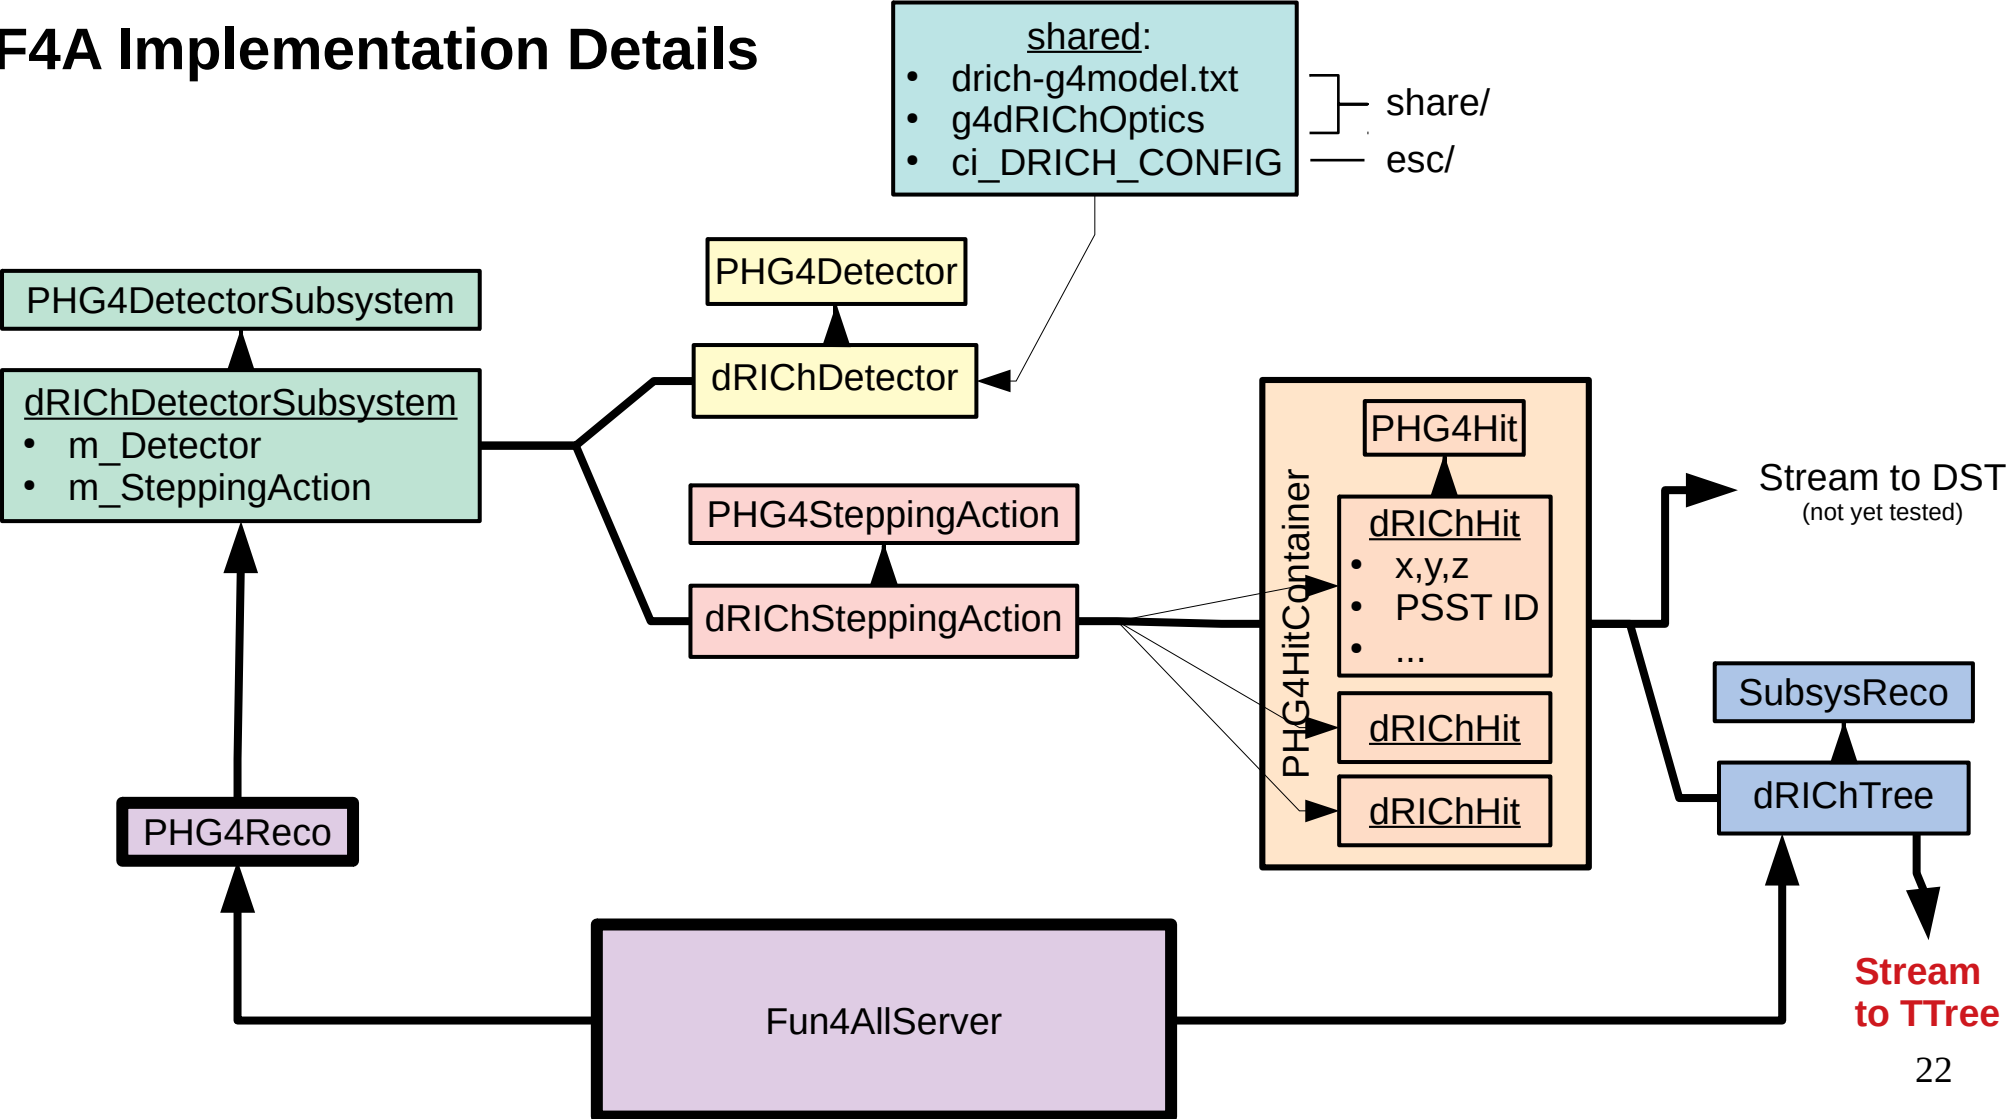 F4A Implementation Details
shared:
• drich-g4model.txt
• g4dRIChOptics
• ci_DRICH_CONFIG
share/
esc/
PHG4DetectorSubsystem
dRIChDetectorSubsystem
• m_Detector
• m_SteppingAction
PHG4Detector
dRIChDetector
PHG4SteppingAction
dRIChSteppingAction
PHG4HitContainer
PHG4Hit
dRIChHit
• x,y,z
• PSST ID
• ...
dRIChHit
dRIChHit
Stream to DST
(not yet tested)
SubsysReco
dRIChTree
PHG4Reco
Fun4AllServer
Stream
to TTree
22